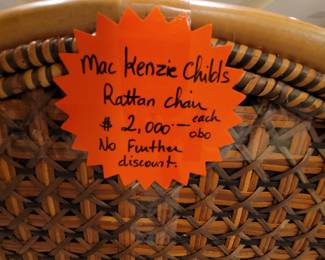 Mac Kenzie Childs
Rattan Chair
$ 2,000 — each
obo
No Further
discount.